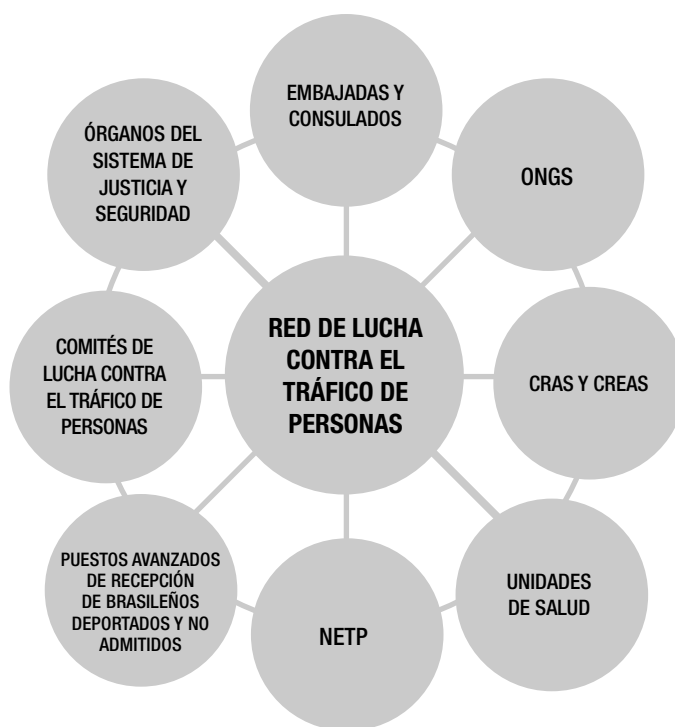 EMBAJADAS Y
CONSULADOS
ONGS
CRAS Y CREAS
UNIDADES
DE SALUD
NETP
PUESTOS AVANZADOS
DE RECEPCIÓN
DE BRASILEÑOS
DEPORTADOS Y NO
ADMITIDOS
COMITÉS DE
LUCHA CONTRA
EL TRÁFICO DE
PERSONAS
ÓRGANOS DEL
SISTEMA DE
JUSTICIA Y
SEGURIDAD
RED DE LUCHA
CONTRA EL
TRÁFICO DE
PERSONAS